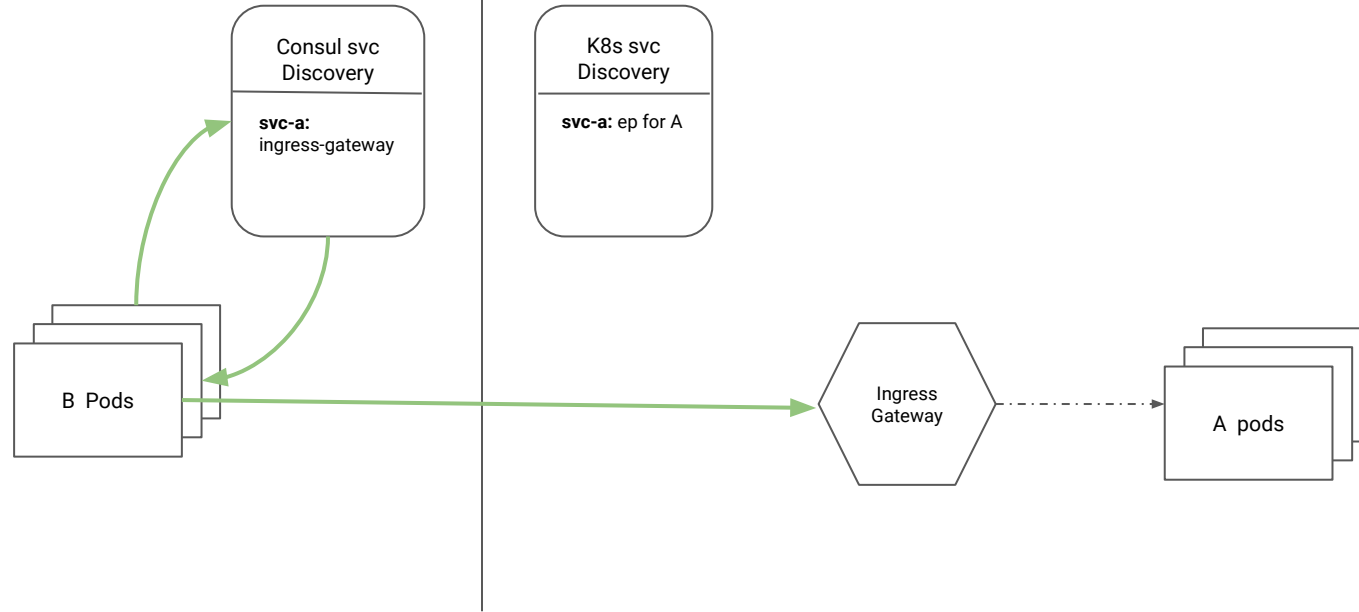 Consul svc
Discovery
svc-a:
ingress-gateway
K8s svc
Discovery
svc-a: ep for A
B Pods
Ingress
Gateway
A pods